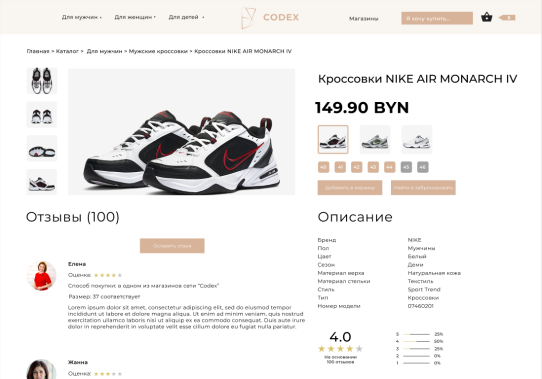 Для мужчин
Для женщин
Для детей
CODEX
Магазины
Я хочу купить...
Главная > Каталог > Для мужчин > Мужские кроссовки > Кроссовки NIKE AIR MONARCH IV
Кроссовки NIKE AIR MONARCH IV
149.90 BYN
40 41 42 43 44 45 46
Добавить в корзину
Найти и забронировать
Отзывы (100)
Оставить отзыв
Елена
Оценка:
Способ покупки: в одном из магазинов сети "Codex"
Размер: 37 соответствует
Lorem ipsum dolor sit amet, consectetur adipiscing elit, sed do eiusmod tempor
incididunt ut labore et dolore magna aliqua. Ut enim ad minim veniam, quis nostrud
exercitation ullamco laboris nisi ut aliquip ex ea commodo consequat. Duis aute irure
dolor in reprehenderit in voluptate velit esse cillum dolore eu fugiat nulla pariatur.
Жанна
Оценка:
Описание
Бренд NIKE
Пол Мужчины
Цвет Белый
Сезон Деми
Материал верха Натуральная кожа
Материал стельки Текстиль
Стиль Sport Trend
Тип Кроссовки
Номер модели 07460201
4.0
На основании
100 отзывов
5 25%
4 50%
3 25%
2 0%
1 0%